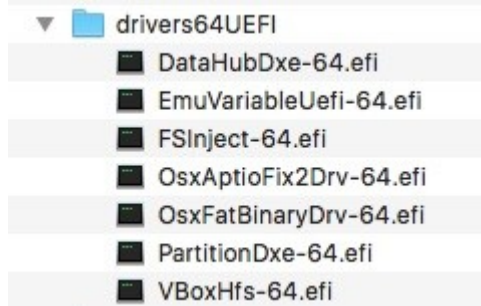 drivers64UEFI
DataHubDxe-64.efi
EmuVariableUefi-64.efi
FSInject-64.efi
OsxAptioFix2Drv-64.efi
OsxFatBinaryDrv-64.efi
PartitionDxe-64.efi
VBoxHfs-64.efi